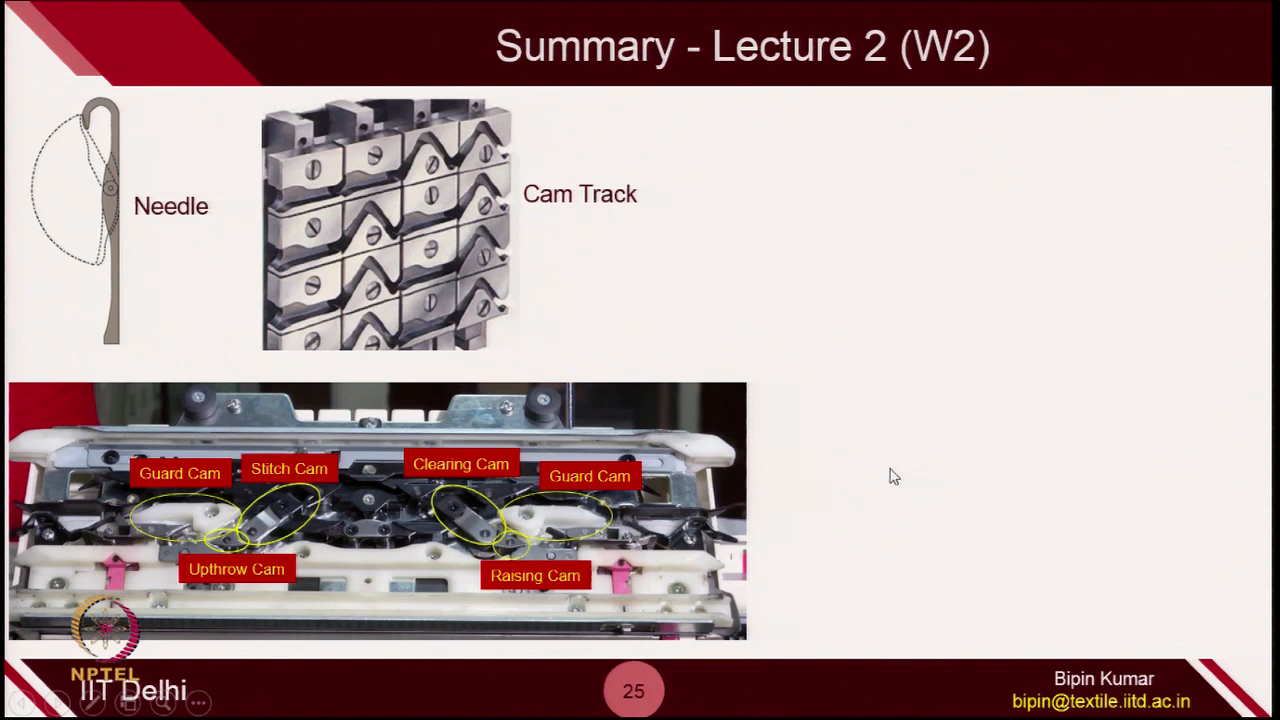 Summary - Lecture 2 (W2)
Needle
Cam Track
Guard Cam
Stitch Cam
Clearing Cam
Guard Cam
Upthrow Cam
Raising Cam
NPTEL
IIT Delhi
25
Bipin Kumar
bipin@textile.iitd.ac.in